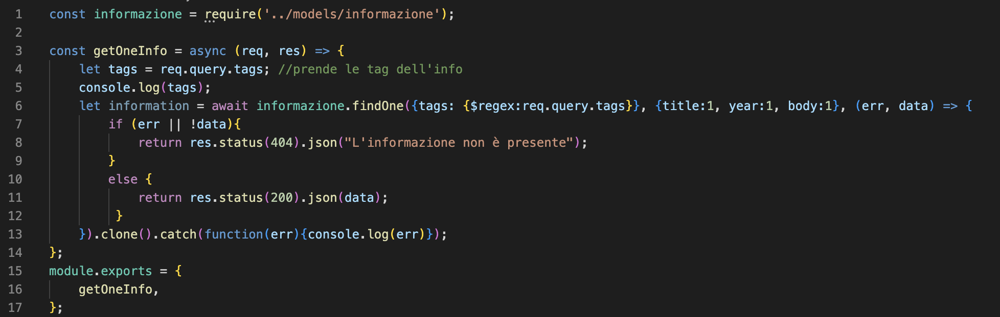 1 const informazione = require('../models/informazione');
2
3 const getOneInfo = async (req, res) => {
4 let tags = req.query.tags; //prende le tag dell'info
5 console.log(tags);
6 let information = await informazione.findOne({tags: {$regex:req.query.tags}}, {title:1, year:1, body:1}, (err, data) => {
7 if (err || !data){
8 return res.status(404).json("L'informazione non è presente");
9 }
10 else {
11 return res.status(200).json(data);
12 }
13 }).clone().catch(function(err){console.log(err)});
14 };
15 module.exports = {
16 getOneInfo,
17 };